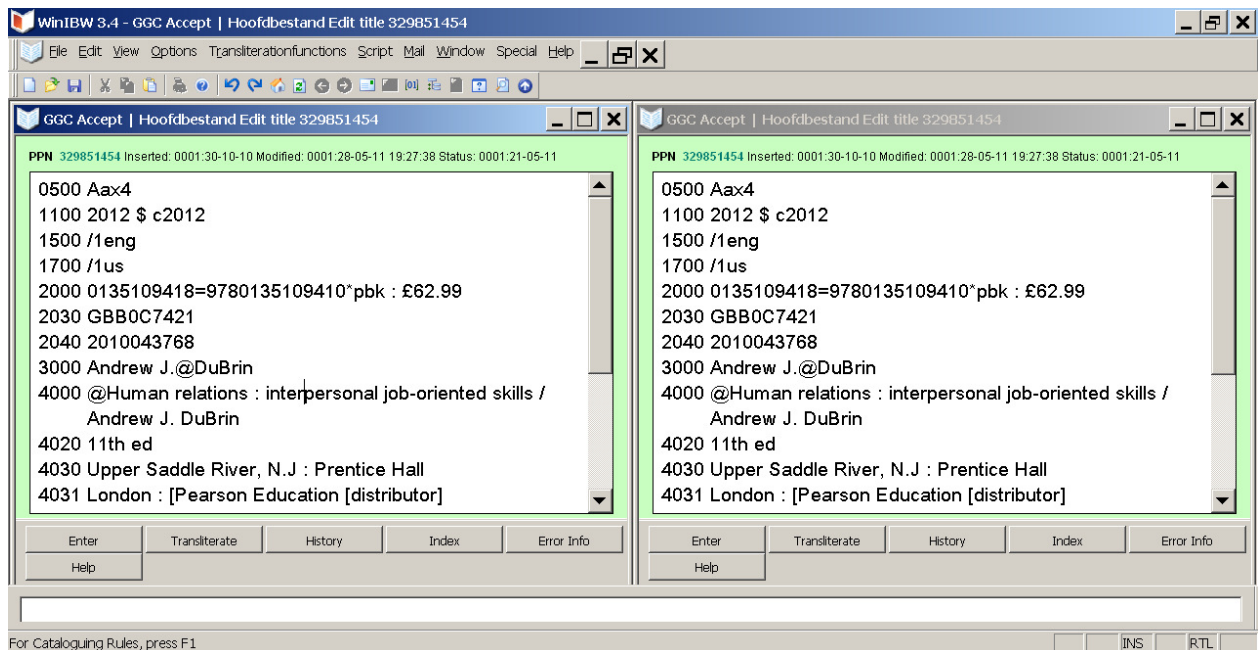 WinIBW 3.4 - GGC Accept | Hoofdbestand Edit title 329851454
File Edit View Options Transliterationfunctions Script Mail Window Special Help
GGC Accept | Hoofdbestand Edit title 329851454
PPN 329851454 Inserted: 0001:30-10-10 Modified: 0001:28-05-11 19:27:38 Status: 0001:21-05-11
0500 Aax4
1100 2012 $ c2012
1500 /1eng
1700 /1us
2000 0135109418=9780135109410*pbk : £62.99
2030 GBB0C7421
2040 2010043768
3000 Andrew J.@DuBrin
4000 @Human relations : interpersonal job-oriented skills /
Andrew J. DuBrin
4020 11th ed
4030 Upper Saddle River, N.J : Prentice Hall
4031 London : [Pearson Education [distributor]
Enter Transliterate History Index Error Info
Help
GGC Accept | Hoofdbestand Edit title 329851454
PPN 329851454 Inserted: 0001:30-10-10 Modified: 0001:28-05-11 19:27:38 Status: 0001:21-05-11
0500 Aax4
1100 2012 $ c2012
1500 /1eng
1700 /1us
2000 0135109418=9780135109410*pbk : £62.99
2030 GBB0C7421
2040 2010043768
3000 Andrew J.@DuBrin
4000 @Human relations : interpersonal job-oriented skills /
Andrew J. DuBrin
4020 11th ed
4030 Upper Saddle River, N.J : Prentice Hall
4031 London : [Pearson Education [distributor]
Enter Transliterate History Index Error Info
Help
For Cataloguing Rules, press F1
INS RTL